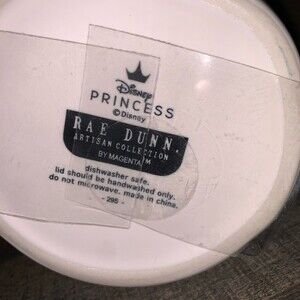 Disney
PRINCESS
©Disney
RAE DUNN.
ARTISAN COLLECTION
BY MAGENTA
dishwasher safe.
lid should be handwashed only.
do not microwave. made in china.
- 295 -